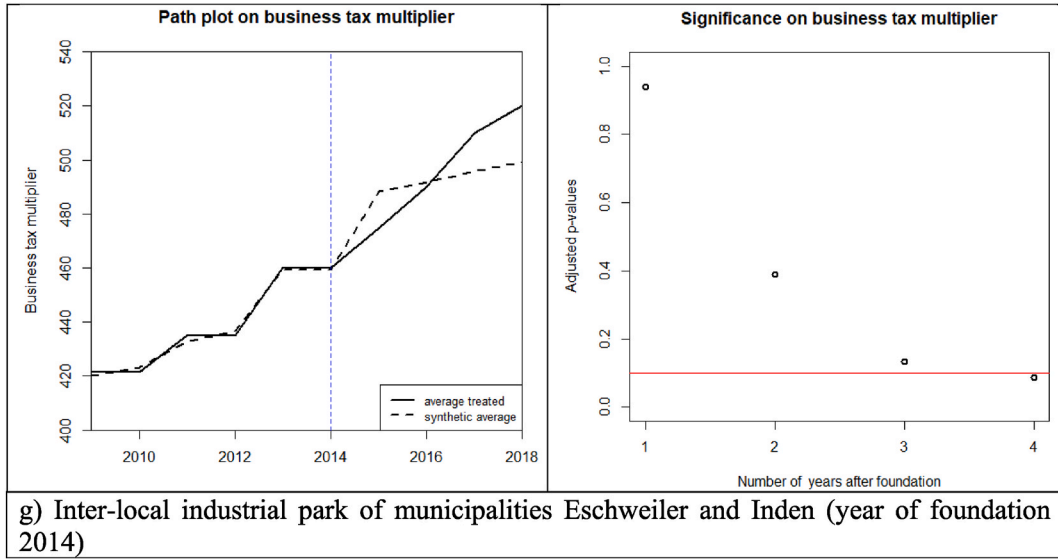 Path plot on business tax multiplier
Business tax multiplier
540
520
500
480
460
440
420
400
average treated
synthetic average
2010 2012 2014 2016 2018
Significance on business tax multiplier
Adjusted p-values
1.0
0.8
0.6
0.4
0.2
0.0
1 2 3 4
Number of years after foundation
g) Inter-local industrial park of municipalities Eschweiler and Inden (year of foundation
2014)